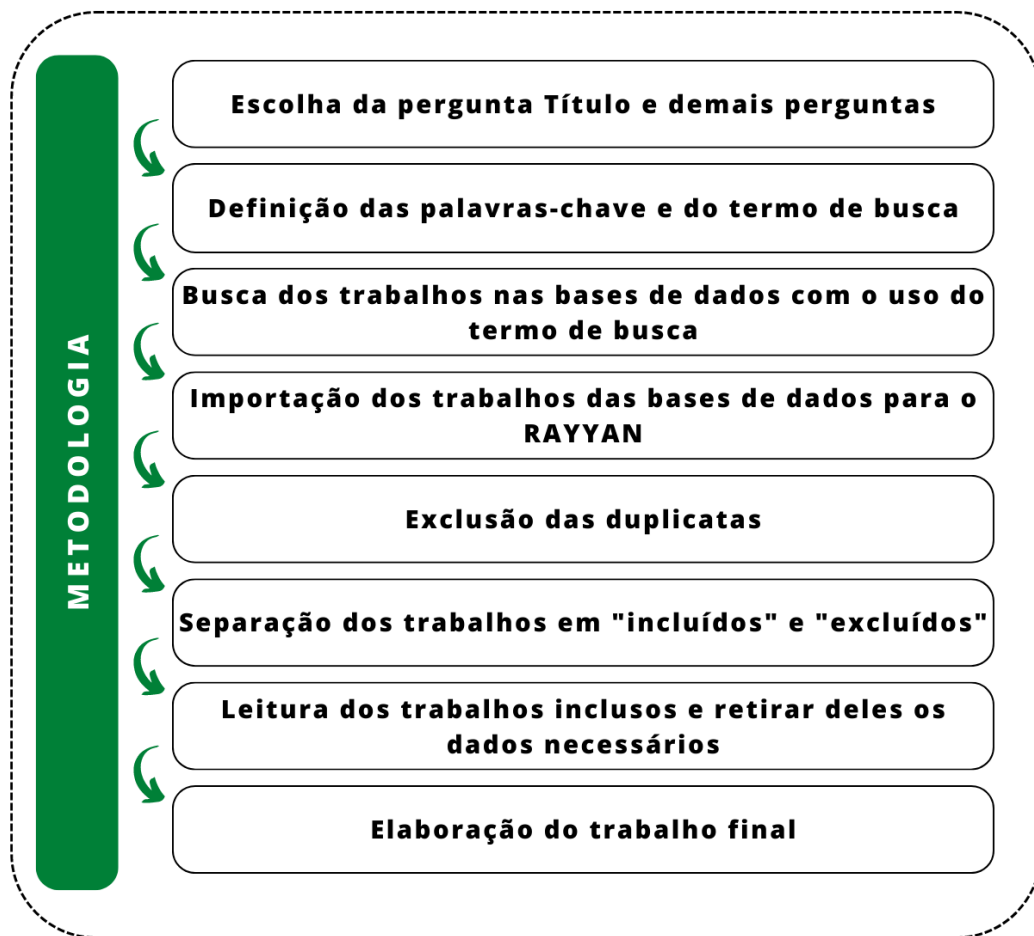 METODOLOGIA
Escolha da pergunta Título e demais perguntas
Definição das palavras-chave e do termo de busca
Busca dos trabalhos nas bases de dados com o uso do
termo de busca
Importação dos trabalhos das bases de dados para o
RAYYAN
Exclusão das duplicatas
Separação dos trabalhos em "incluídos" e "excluídos"
Leitura dos trabalhos inclusos e retirar deles os
dados necessários
Elaboração do trabalho final